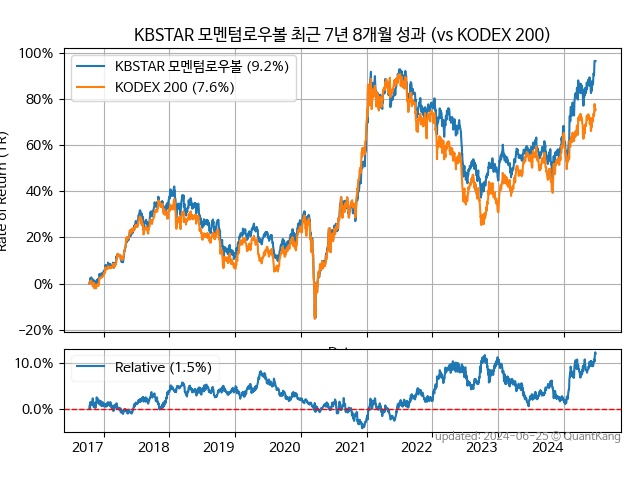 KBSTAR 모멘텀로우볼 최근 7년 8개월 성과 (vs KODEX 200)
100%
80%
60%
40%
20%
0%
−20%
Rate of Return (TR)
KBSTAR 모멘텀로우볼 (9.2%)
KODEX 200 (7.6%)
10.0%
0.0%
Relative (1.5%)
2017 2018 2019 2020 2021 2022 2023 2024
updated: 2024-06-25 © QuantKang